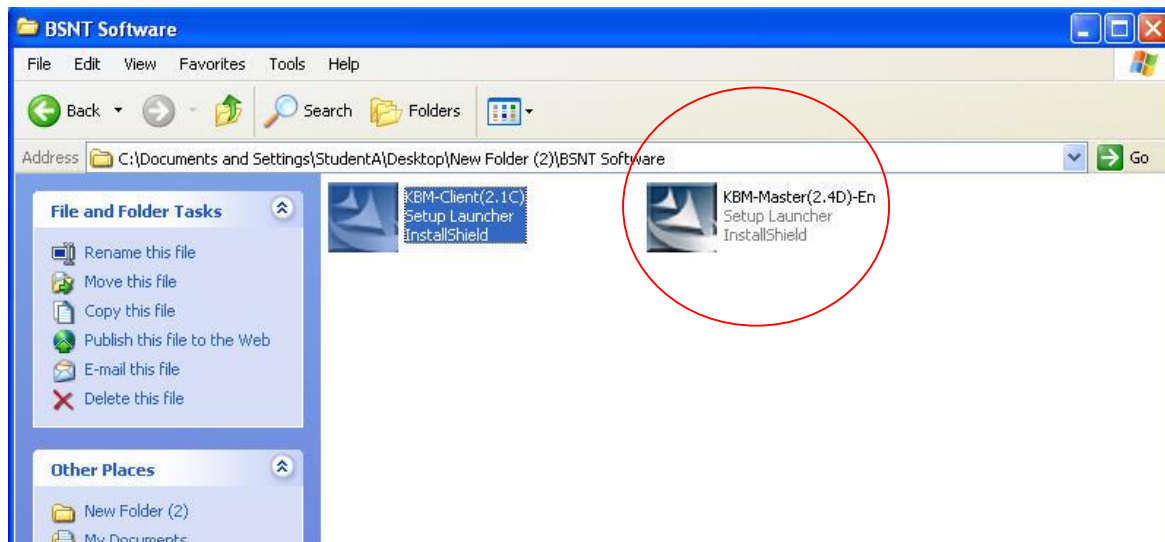 BSNT Software
File Edit View Favorites Tools Help
Back Search Folders
Address C:\Documents and Settings\StudentA\Desktop\New Folder (2)\BSNT Software Go
File and Folder Tasks
Rename this file
Move this file
Copy this file
Publish this file to the Web
E-mail this file
Delete this file
Other Places
New Folder (2)
My Documents
KBM-Client(2.1C)
Setup Launcher
InstallShield
KBM-Master(2.4D)-En
Setup Launcher
InstallShield